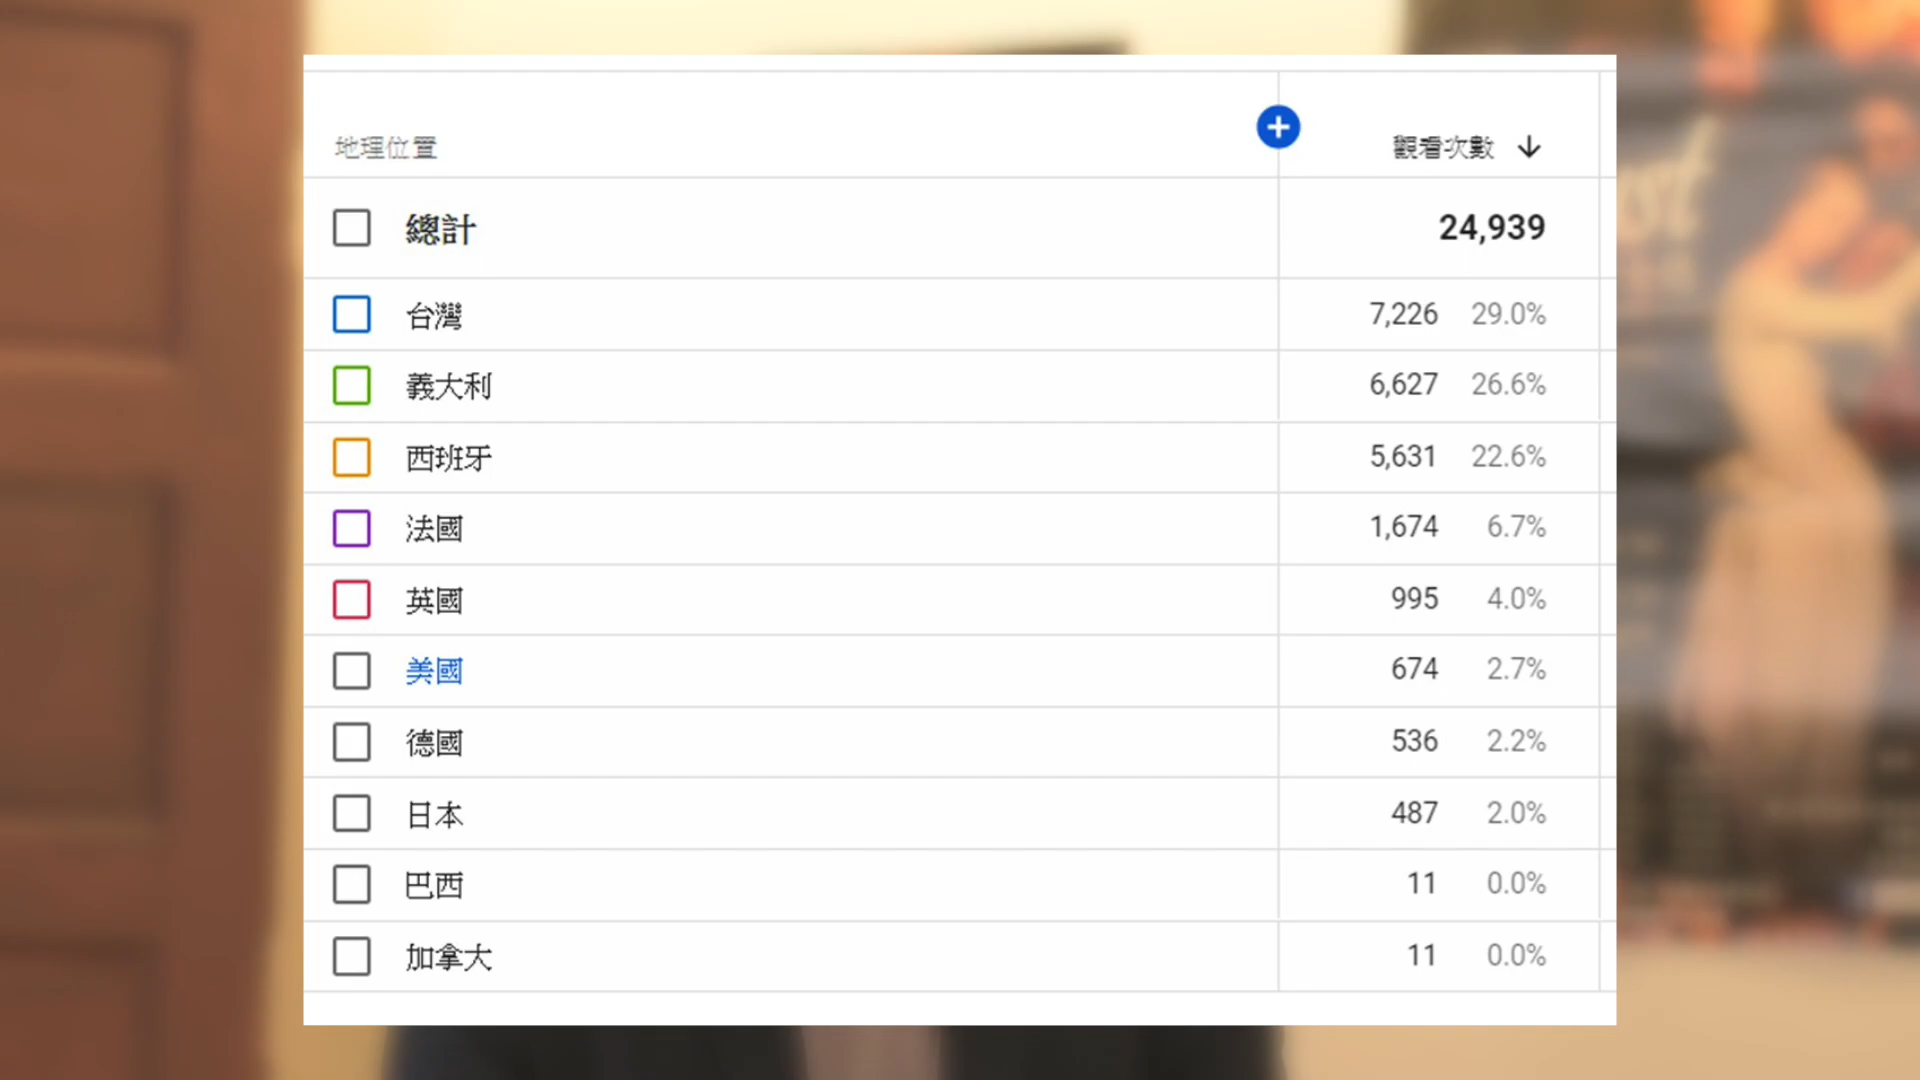 地理位置 觀看次數
總計 24,939
台灣 7,226 29.0%
義大利 6,627 26.6%
西班牙 5,631 22.6%
法國 1,674 6.7%
英國 995 4.0%
美國 674 2.7%
德國 536 2.2%
日本 487 2.0%
巴西 11 0.0%
加拿大 11 0.0%